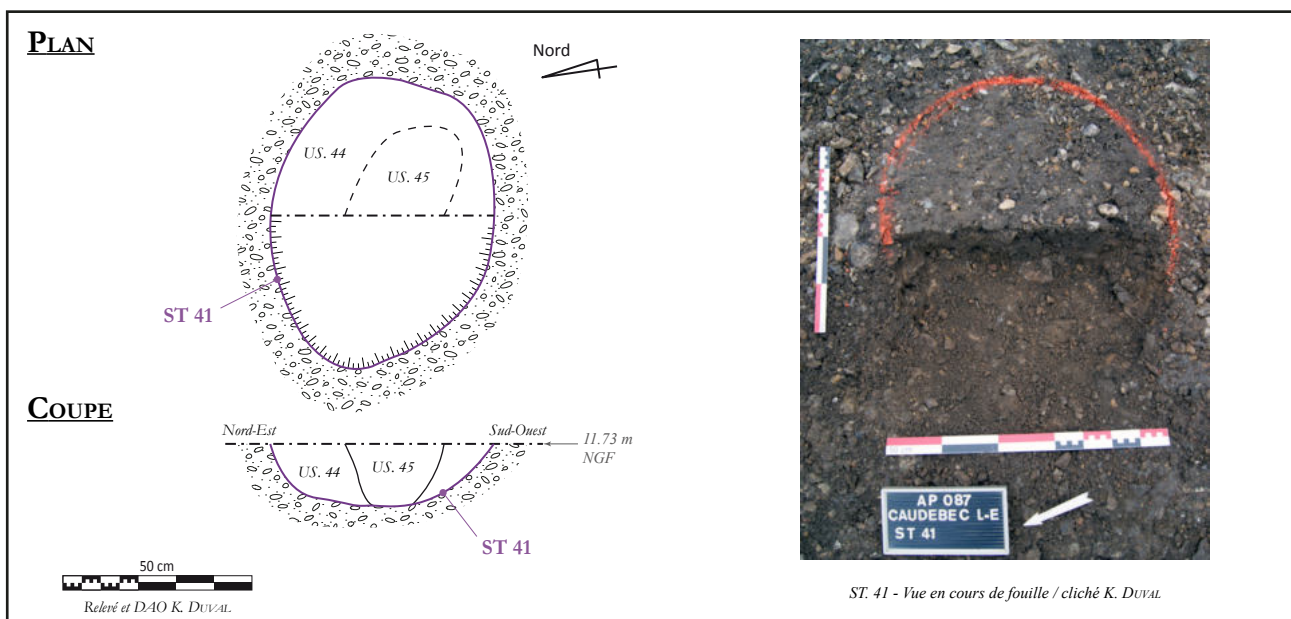 PLAN
Nord
US. 44
US. 45
ST 41
COUPE
Nord-Est
Sud-Ouest
11.73 m
NGF
US. 44
US. 45
ST 41
50 cm
Relevé et DAO K. DUVAL
AP 087
CAUDEBEC L-E
ST 41
ST. 41 - Vue en cours de fouille / cliché K. DUVAL